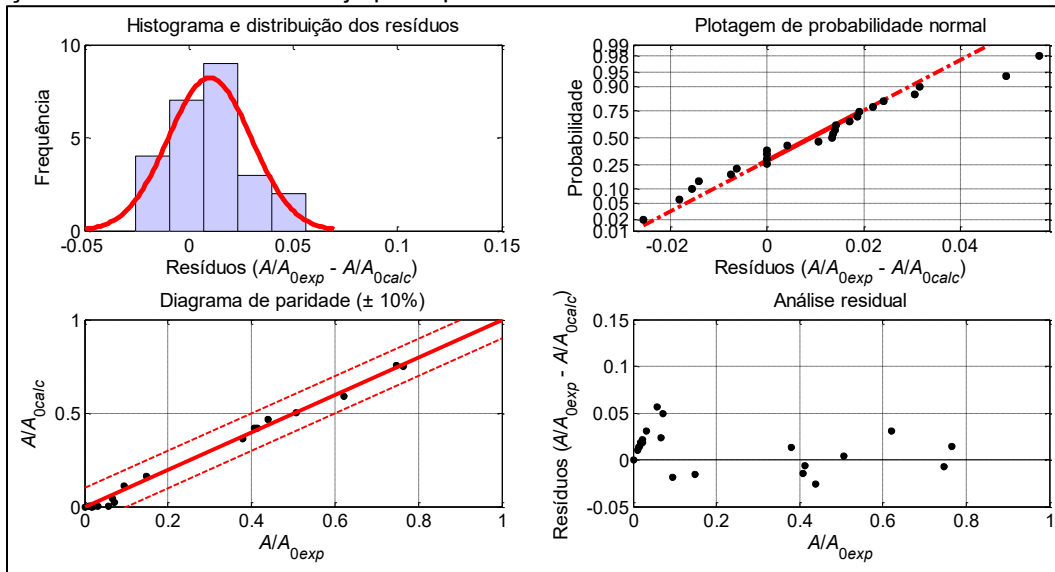 Histograma e distribuição dos resíduos
10
5
0
Frequência
-0.05 0 0.05 0.1 0.15
Resíduos (A/A0exp - A/A0calc)
Plotagem de probabilidade normal
0.99
0.98
0.95
0.90
0.75
0.50
0.25
0.10
0.05
0.02
0.01
Probabilidade
-0.02 0 0.02 0.04
Resíduos (A/A0exp - A/A0calc)
Diagrama de paridade (± 10%)
1
0.5
0
A/A0calc
0 0.2 0.4 0.6 0.8 1
A/A0exp
Análise residual
0.15
0.1
0.05
0
-0.05
Resíduos (A/A0exp - A/A0calc)
0 0.2 0.4 0.6 0.8 1
A/A0exp